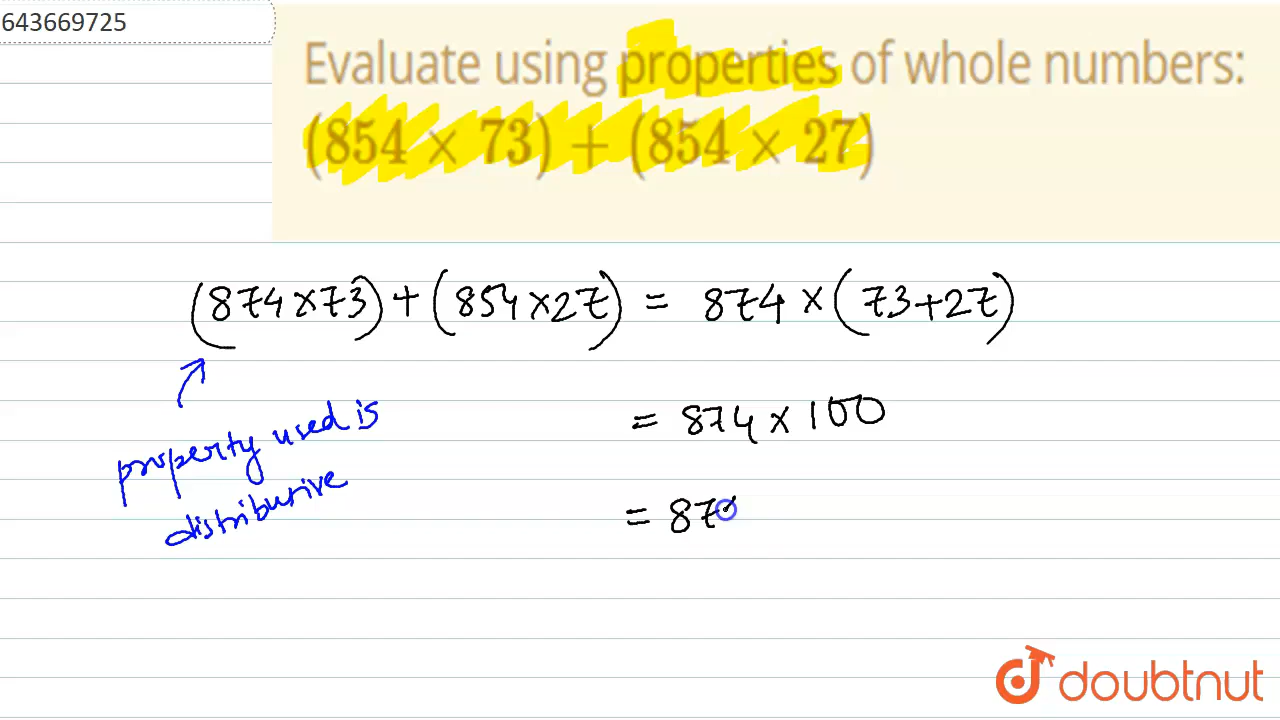 643669725
Evaluate using properties of whole numbers:
(854 × 73) + (854 × 27)
(874×73) + (854×27) = 874 × (73+27)
= 874 × 100
property used is
distributive
= 87
doubtnut